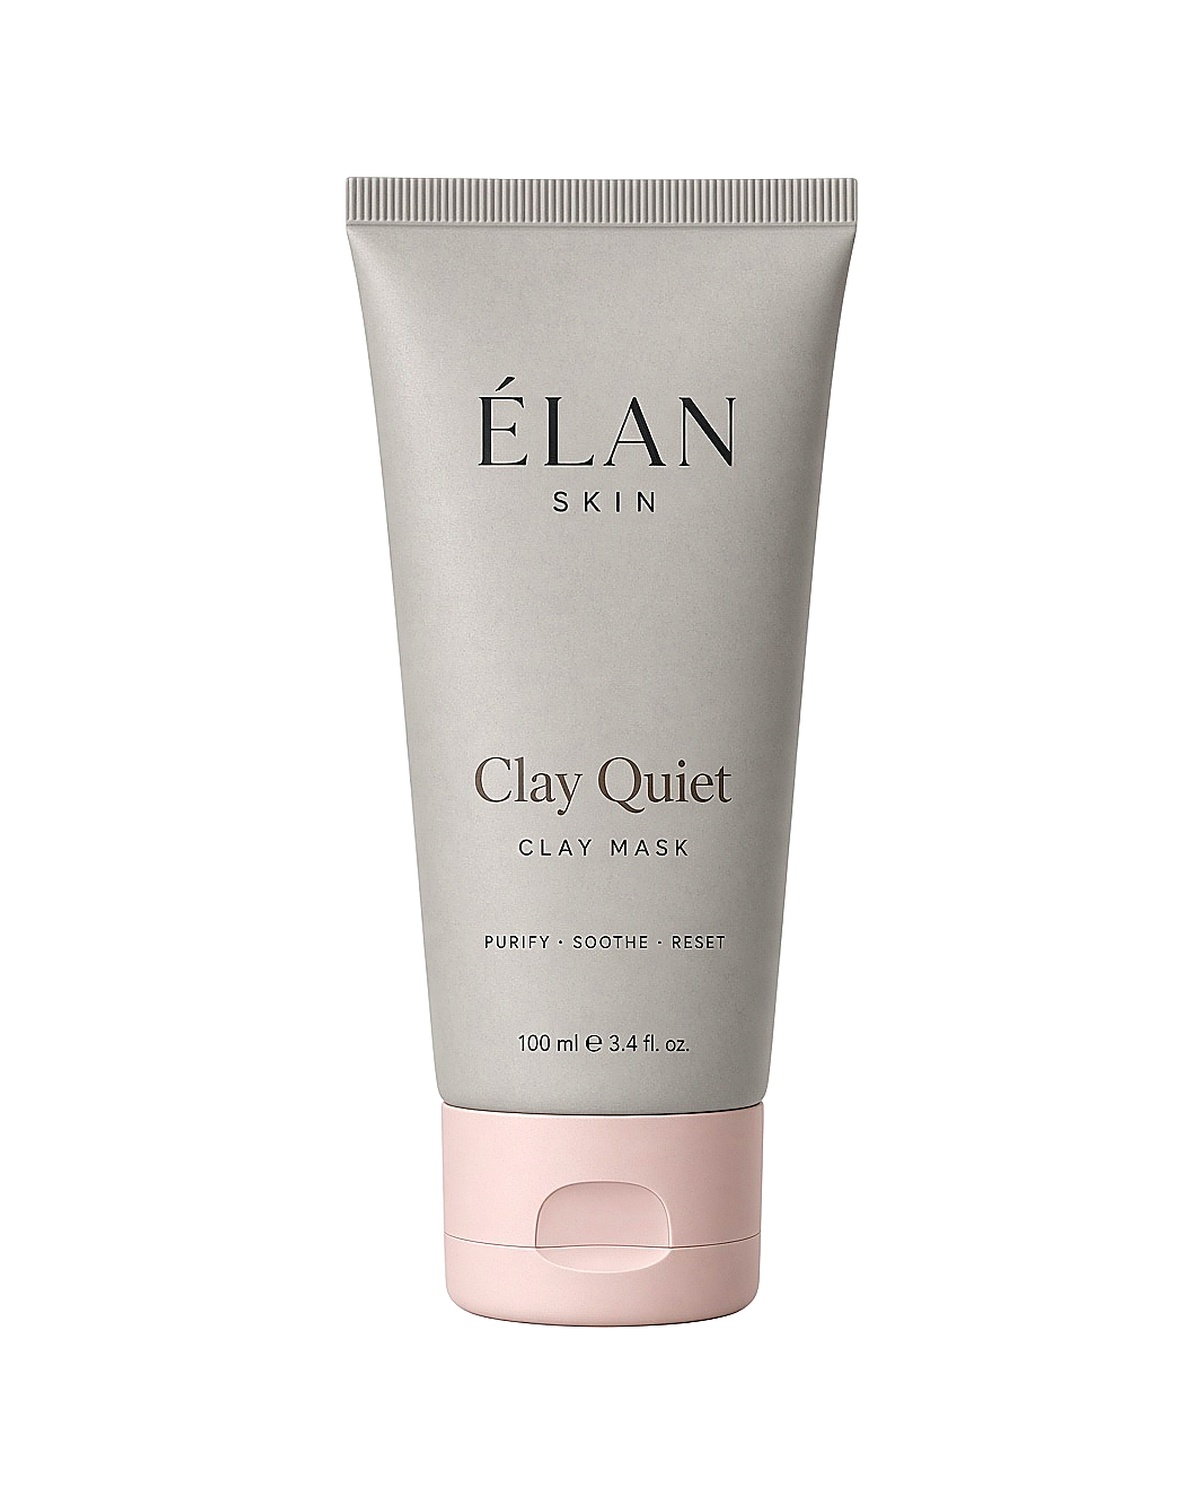 ÉLAN
SKIN
Clay Quiet
CLAY MASK
PURIFY · SOOTHE · RESET
100 ml ℮ 3.4 fl. oz.